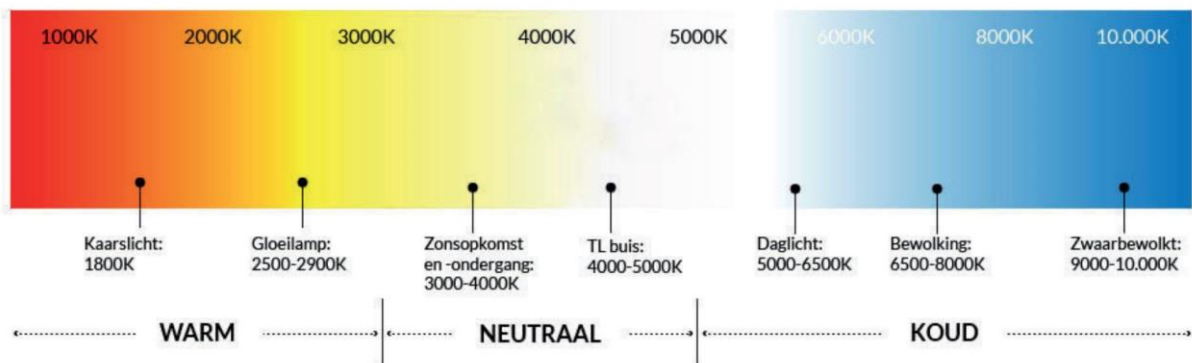 1000K 2000K 3000K 4000K 5000K 6000K 8000K 10.000K
Kaarslicht:
1800K
Gloeilamp:
2500-2900K
Zonsopkomst
en -ondergang:
3000-4000K
TL buis:
4000-5000K
Daglicht:
5000-6500K
Bewolking:
6500-8000K
Zwaarbewolkt:
9000-10.000K
WARM NEUTRAAL KOUD